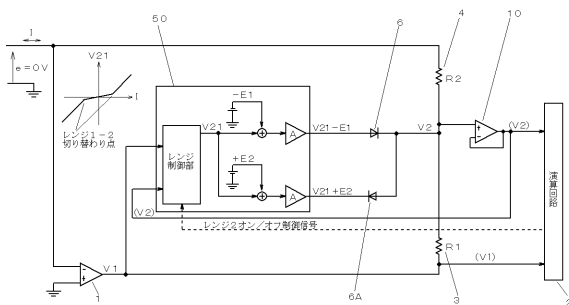 50
6
4
10
I
V21
e=0V
I
レンジ1-2
切り替わり点
-E1
V21
A
V21-E1
レンジ
制御部
+E2
A
V21+E2
(V2)
V2
R2
(V2)
演算回路
レンジ2オン/オフ制御信号
R1
(V1)
V1
1
6A
3
2